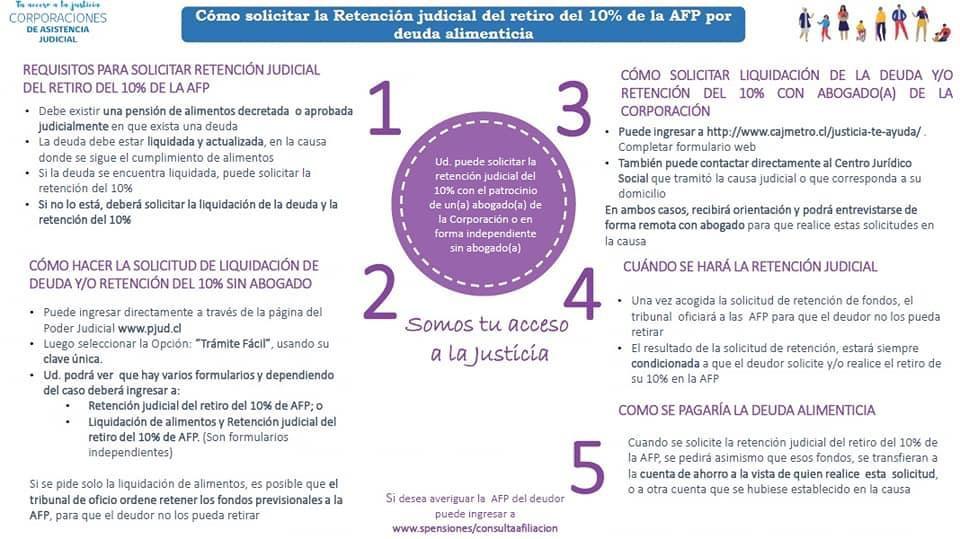 Tu acceso a la justicia
CORPORACIONES
DE ASISTENCIA
JUDICIAL
Cómo solicitar la Retención judicial del retiro del 10% de la AFP por
deuda alimenticia
REQUISITOS PARA SOLICITAR RETENCIÓN JUDICIAL
DEL RETIRO DEL 10% DE LA AFP
• Debe existir una pensión de alimentos decretada o aprobada
judicialmente en que exista una deuda
• La deuda debe estar liquidada y actualizada, en la causa
donde se sigue el cumplimiento de alimentos
• Si la deuda se encuentra liquidada, puede solicitar la
retención del 10%
• Si no lo está, deberá solicitar la liquidación de la deuda y la
retención del 10%
1
CÓMO HACER LA SOLICITUD DE LIQUIDACIÓN DE
DEUDA Y/O RETENCIÓN DEL 10% SIN ABOGADO
• Puede ingresar directamente a través de la página del
Poder Judicial www.pjud.cl
• Luego seleccionar la Opción: “Trámite Fácil”, usando su
clave única.
• Ud. podrá ver que hay varios formularios y dependiendo
del caso deberá ingresar a:
• Retención judicial del retiro del 10% de AFP; o
• Liquidación de alimentos y Retención judicial del
retiro del 10% de AFP. (Son formularios
independientes)
Si se pide solo la liquidación de alimentos, es posible que el
tribunal de oficio ordene retener los fondos previsionales a la
AFP, para que el deudor no los pueda retirar
2
Ud. puede solicitar la
retención judicial del
10% con el patrocinio
de un(a) abogado(a) de
la Corporación o en
forma independiente
sin abogado(a)
Somos tu acceso
a la Justicia
Si desea averiguar la AFP del deudor
puede ingresar a
www.spensiones/consultaafiliacion
3
CÓMO SOLICITAR LIQUIDACIÓN DE LA DEUDA Y/O
RETENCIÓN DEL 10% CON ABOGADO(A) DE LA
CORPORACIÓN
• Puede ingresar a http://www.cajmetro.cl/justicia-te-ayuda/ .
Completar formulario web
• También puede contactar directamente al Centro Jurídico
Social que tramitó la causa judicial o que corresponda a su
domicilio
En ambos casos, recibirá orientación y podrá entrevistarse de
forma remota con abogado para que realice estas solicitudes en
la causa
4
CUÁNDO SE HARÁ LA RETENCIÓN JUDICIAL
• Una vez acogida la solicitud de retención de fondos, el
tribunal oficiará a las AFP para que el deudor no los pueda
retirar
• El resultado de la solicitud de retención, estará siempre
condicionada a que el deudor solicite y/o realice el retiro de
su 10% en la AFP
COMO SE PAGARÍA LA DEUDA ALIMENTICIA
5
Cuando se solicite la retención judicial del retiro del 10% de
la AFP, se pedirá asimismo que esos fondos, se transfieran a
la cuenta de ahorro a la vista de quien realice esta solicitud,
o a otra cuenta que se hubiese establecido en la causa